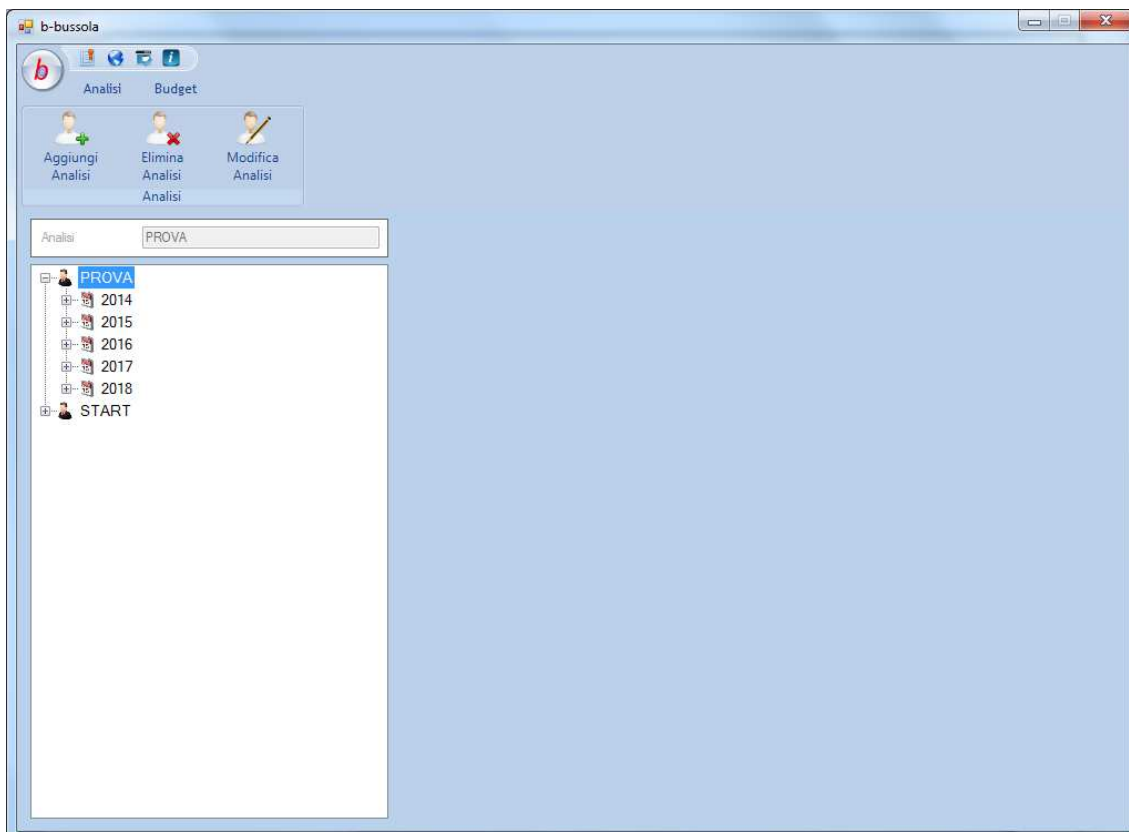 b-bussola
b
Analisi Budget
Aggiungi Analisi
Elimina Analisi
Modifica Analisi
Analisi
Analisi PROVA
PROVA
2014
2015
2016
2017
2018
START